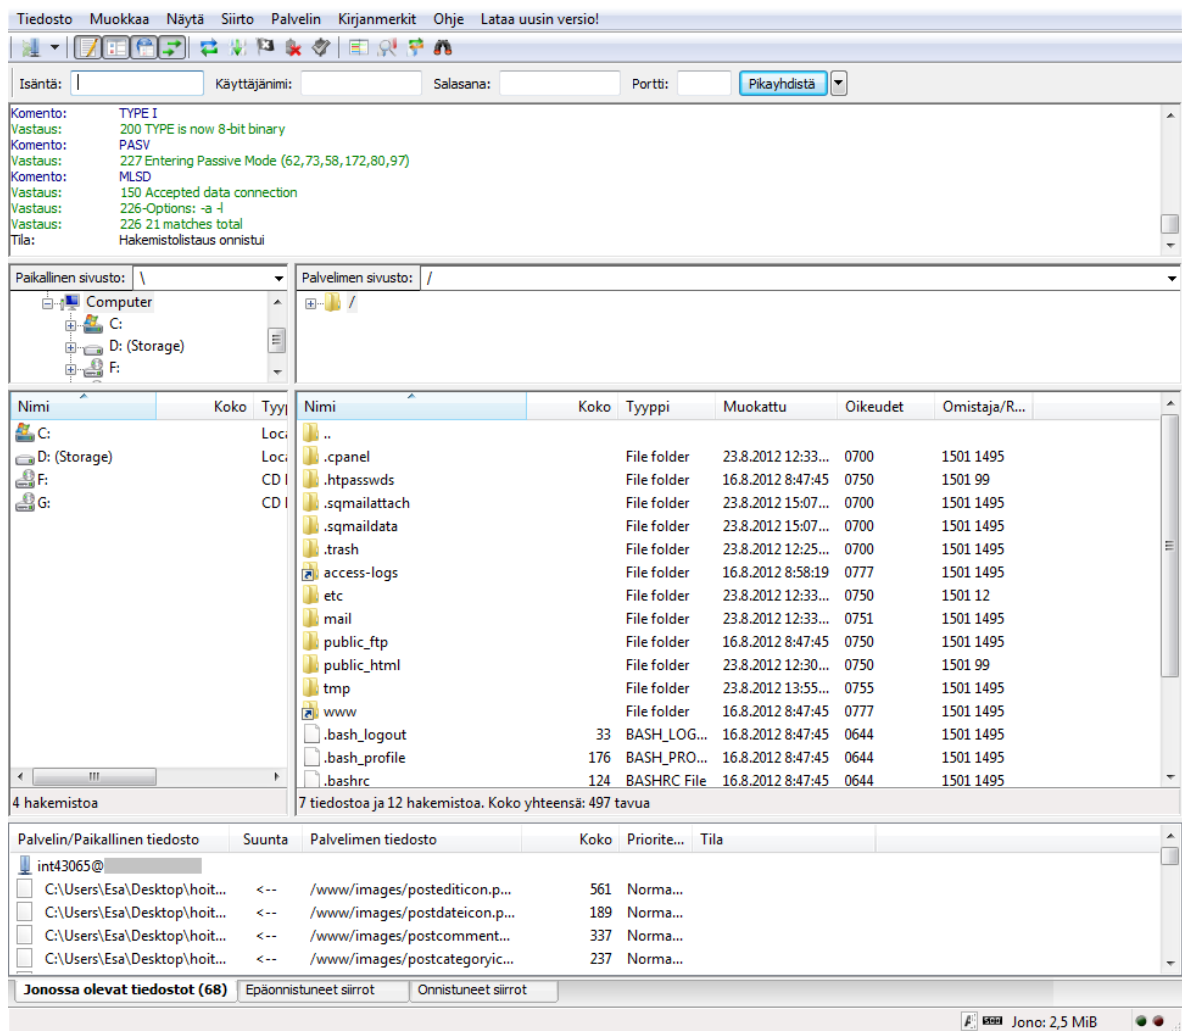 Tiedosto Muokkaa Näytä Siirto Palvelin Kirjanmerkit Ohje Lataa uusin versio!
Isäntä: Käyttäjänimi: Salasana: Portti: Pikayhdistä
Komento: TYPE I
Vastaus: 200 TYPE is now 8-bit binary
Komento: PASV
Vastaus: 227 Entering Passive Mode (62,73,58,172,80,97)
Komento: MLSD
Vastaus: 150 Accepted data connection
Vastaus: 226-Options: -a -l
Vastaus: 226 21 matches total
Tila: Hakemistolistaus onnistui
Paikallinen sivusto: \
Computer
C:
D: (Storage)
F:
Palvelimen sivusto: /
/
Nimi Koko Tyyp
C: Loca
D: (Storage) Loca
F: CD
G: CD
4 hakemistoa
Nimi Koko Tyyppi Muokattu Oikeudet Omistaja/R...
..
.cpanel File folder 23.8.2012 12:33... 0700 1501 1495
.htpasswds File folder 16.8.2012 8:47:45 0750 1501 99
.sqmailattach File folder 23.8.2012 15:07... 0700 1501 1495
.sqmaildata File folder 23.8.2012 15:07... 0700 1501 1495
.trash File folder 23.8.2012 12:25... 0700 1501 1495
access-logs File folder 16.8.2012 8:58:19 0777 1501 1495
etc File folder 23.8.2012 12:33... 0750 1501 12
mail File folder 23.8.2012 12:33... 0751 1501 1495
public_ftp File folder 16.8.2012 8:47:45 0750 1501 1495
public_html File folder 23.8.2012 12:30... 0750 1501 99
tmp File folder 23.8.2012 13:55... 0755 1501 1495
www File folder 16.8.2012 8:47:45 0777 1501 1495
.bash_logout 33 BASH_LOG... 16.8.2012 8:47:45 0644 1501 1495
.bash_profile 176 BASH_PRO... 16.8.2012 8:47:45 0644 1501 1495
.bashrc 124 BASHRC File 16.8.2012 8:47:45 0644 1501 1495
7 tiedostoa ja 12 hakemistoa. Koko yhteensä: 497 tavua
Palvelin/Paikallinen tiedosto Suunta Palvelimen tiedosto Koko Priorite... Tila
int43065@
C:\Users\Esa\Desktop\hoit... <-- /www/images/postediticon.p... 561 Norma...
C:\Users\Esa\Desktop\hoit... <-- /www/images/postdateicon.p... 189 Norma...
C:\Users\Esa\Desktop\hoit... <-- /www/images/postcomment... 337 Norma...
C:\Users\Esa\Desktop\hoit... <-- /www/images/postcategoryic... 237 Norma...
Jonossa olevat tiedostot (68) Epäonnistuneet siirrot Onnistuneet siirrot
Jono: 2,5 MiB